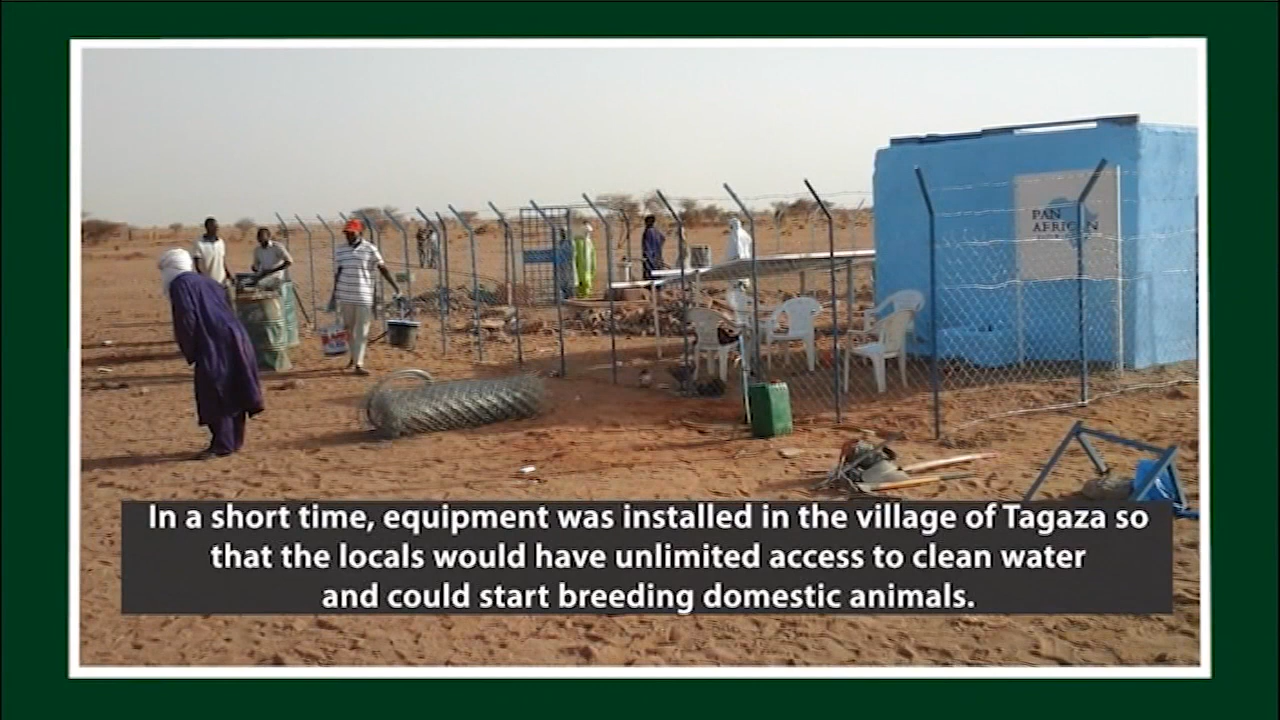 PAN
AFRICAN
In a short time, equipment was installed in the village of Tagaza so
that the locals would have unlimited access to clean water
and could start breeding domestic animals.